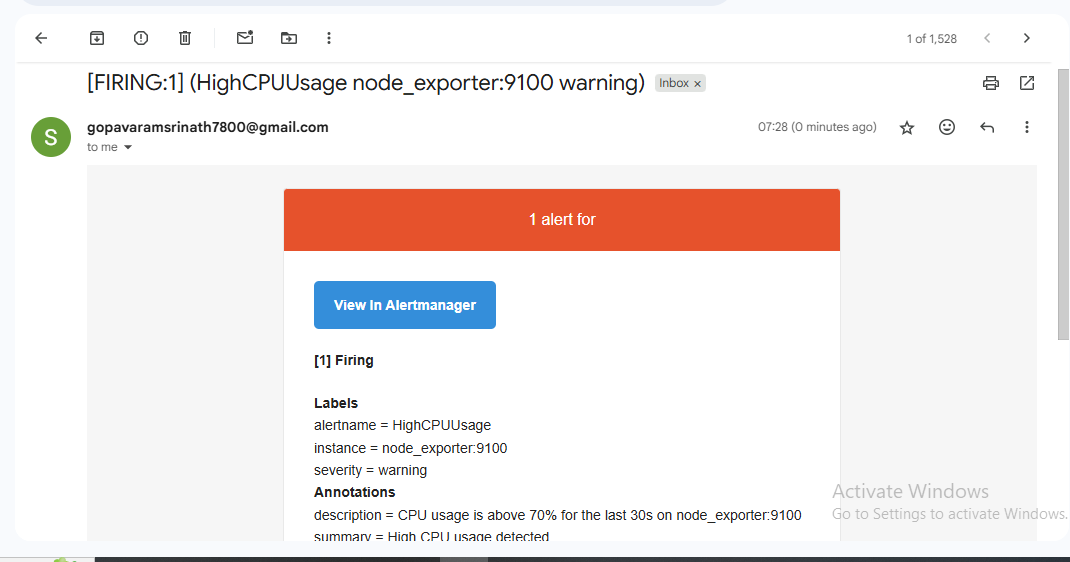 1 of 1,528
[FIRING:1] (HighCPUUsage node_exporter:9100 warning) Inbox x
S
gopavaramsrinath7800@gmail.com
07:28 (0 minutes ago)
to me
1 alert for
View In Alertmanager
[1] Firing
Labels
alertname = HighCPUUsage
instance = node_exporter:9100
severity = warning
Annotations
description = CPU usage is above 70% for the last 30s on node_exporter:9100
summary = High CPU usage detected
Activate Windows
Go to Settings to activate Windows.